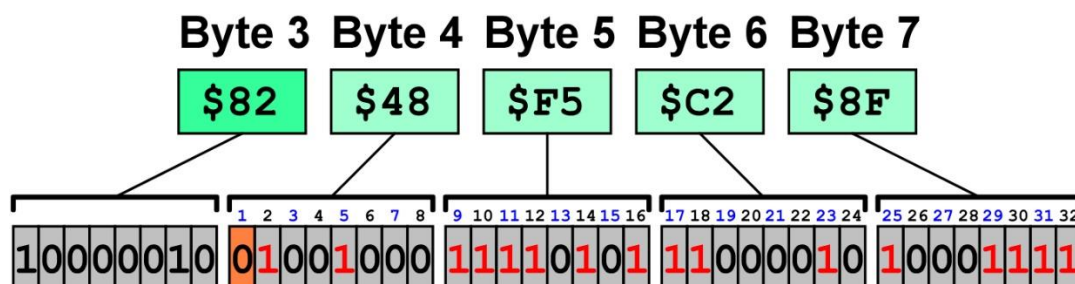 Byte 3 Byte 4 Byte 5 Byte 6 Byte 7
$82 $48 $F5 $C2 $8F
1 2 3 4 5 6 7 8 9 10 11 12 13 14 15 16 17 18 19 20 21 22 23 24 25 26 27 28 29 30 31 32
10000010 01001000 11110101 11000010 10001111